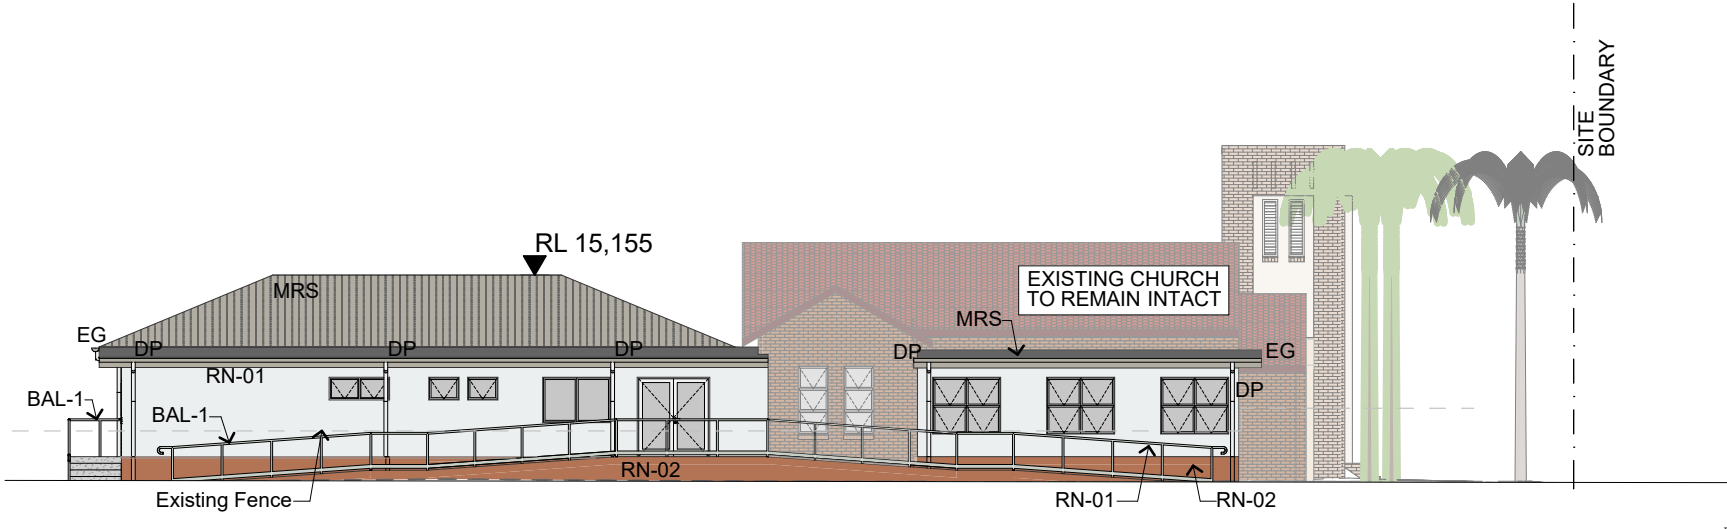 SITE
BOUNDARY
RL 15,155
EXISTING CHURCH
TO REMAIN INTACT
MRS
MRS
EG
DP
DP
DP
DP
EG
RN-01
DP
BAL-1
BAL-1
RN-02
Existing Fence
RN-01
RN-02